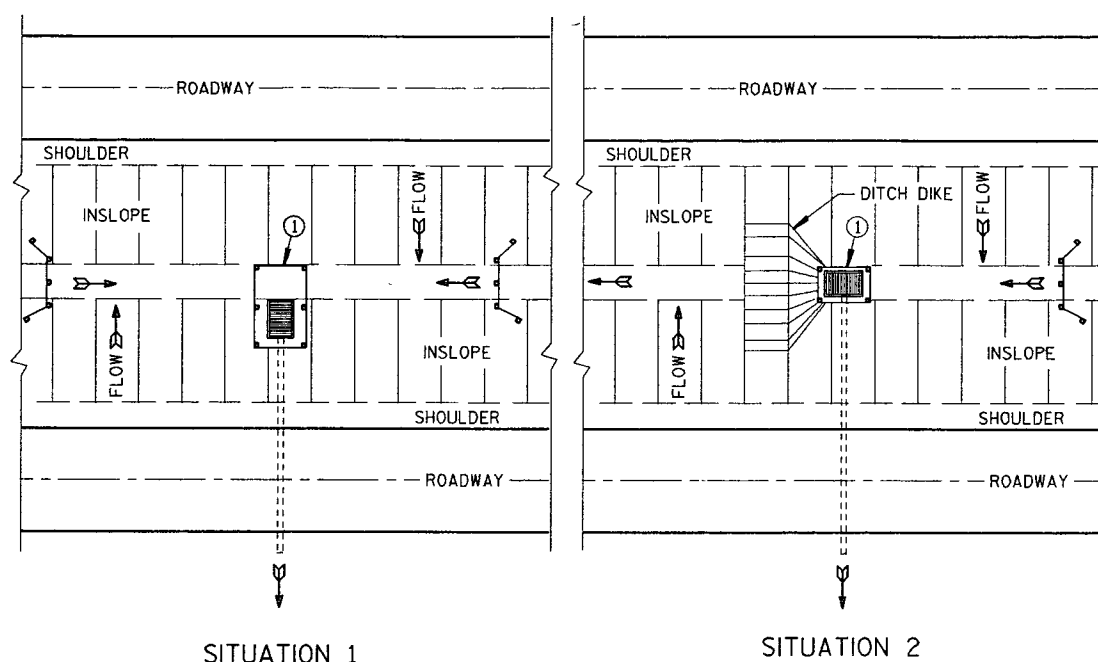 ROADWAY
SHOULDER
INSLOPE
FLOW
1
FLOW
INSLOPE
SHOULDER
ROADWAY
SITUATION 1
ROADWAY
SHOULDER
INSLOPE
DITCH DIKE
1
FLOW
FLOW
INSLOPE
SHOULDER
ROADWAY
SITUATION 2